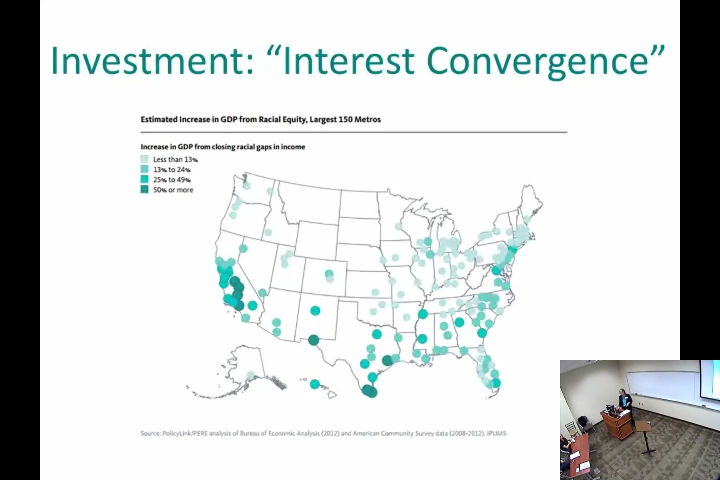 Investment: “Interest Convergence”
Estimated Increase in GDP from Racial Equity, Largest 150 Metros
Increase in GDP from closing racial gaps in income
Less than 13%
13% to 24%
25% to 49%
50% or more
Source: PolicyLink/PERE analysis of Bureau of Economic Analysis (2012) and American Community Survey data (2008-2012), IPUMS.